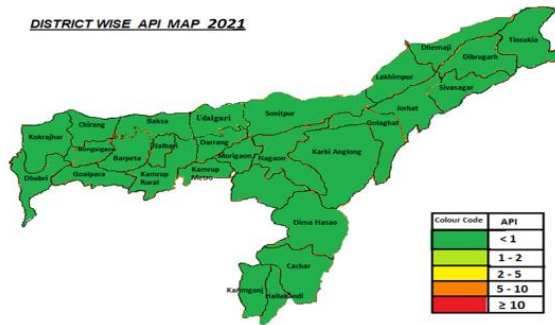 DISTRICT WISE API MAP 2021
Tinsukia
Dhemaji
Dibrugarh
Lakhimpur
Sivasagar
Jorhat
Sonitpur
Golaghat
Udalguri
Baksa
Chirang
Kokrajhar
Bongaigaon
Nalbari
Darrang
Barpeta
Morigaon
Nagaon
Karbi Anglong
Dhubri
Goalpara
Kamrup
Rural
Kamrup
Metro
Dima Hasao
Cachar
Karimganj
Hailakandi
Colour Code API
< 1
1 - 2
2 - 5
5 - 10
≥ 10